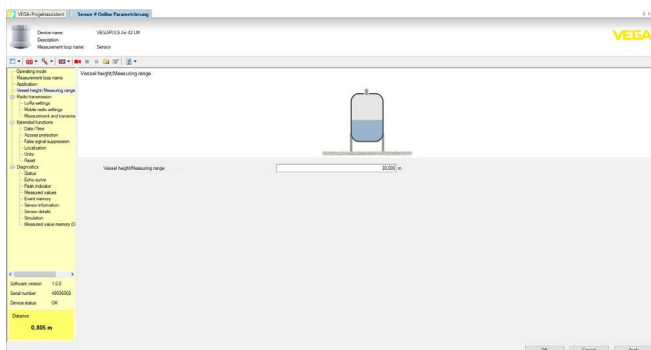 VEGA-Projektassistent
Sensor # Online Parametrierung
Device name: VEGAPULS Air 42 LM
Description:
Measurement loop name: Sensor
VEGA
Operating mode
Measurement loop name
Application
Vessel height/Measuring range
Radio transmission
LoRa settings
Mobile radio settings
Measurement and transmis
Extended functions
Date/Time
Access protection
False signal suppression
Localisation
Units
Reset
Diagnostics
Status
Echo curve
Peak indicator
Measured values
Event memory
Sensor information
Sensor details
Simulation
Measured value memory (D
Vessel height/Measuring range
Vessel height/Measuring range 30,000 m
Software version 1.0.0
Serial number
Device status OK
Distance
0,805 m
OK Cancel Apply